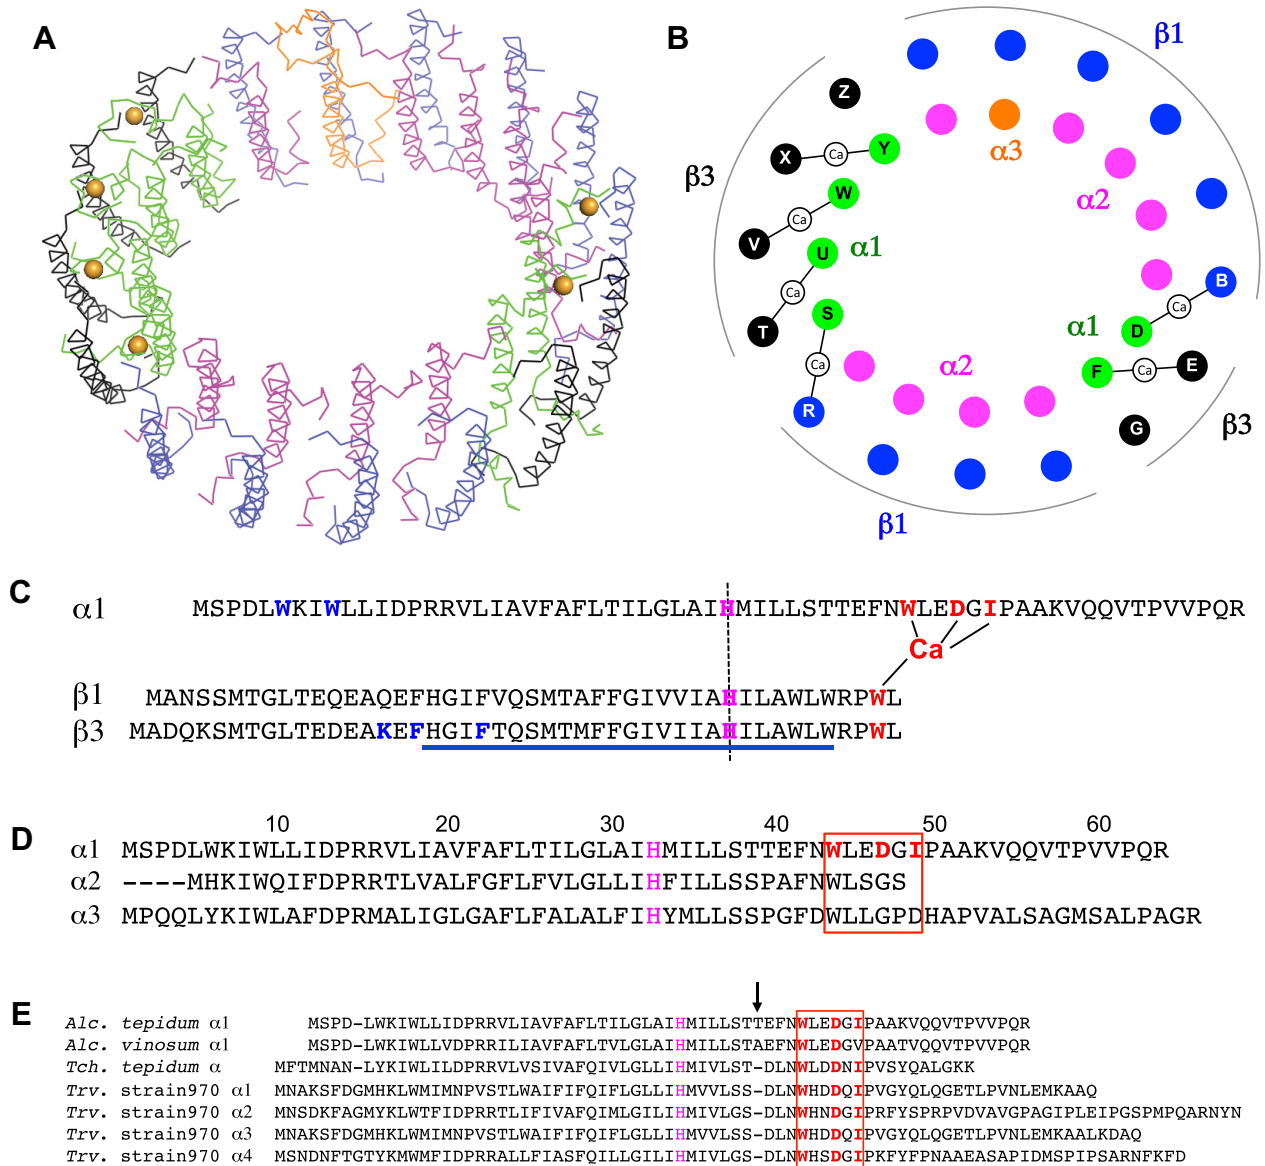 A
B
β1
Z
α3
X Ca Y
β3
W
α2
V Ca
U α1
Ca
B
T
S
Ca
α1 D
Ca
α2
F Ca E
R
G
β3
β1
C
α1 MSPDLWKIWLLIDPRRVLIAVFAFLTILGLAIHMILLSTTEFNWLEDGIPAAKVQQVTPVVPQR
Ca
β1 MANSSMTGLTEQEAQEFHGIFVQSMTAFFGIVVIAHILAWLWRPWL
β3 MADQKSMTGLTEDEAKEFHGIFTQSMTMFFGIVIIAHILAWLWRPWL
D
10 20 30 40 50 60
α1 MSPDLWKIWLLIDPRRVLIAVFAFLTILGLAIHMILLSTTEFNWLEDGIPAAKVQQVTPVVPQR
α2 ----MHKIWQIFDPRRTLVALFGFLFVLGLLIHFILLSSPAFNWLSGS
α3 MPQQLYKIWLAFDPRMALIGLGAFLFALALFIHYMLLSSPGFDWLLGPDHAPVALSAGMSALPAGR
E
Alc. tepidum α1 MSPD-LWKIWLLIDPRRVLIAVFAFLTILGLAIHMILLSTTEFNWLEDGIPAAKVQQVTPVVPQR
Alc. vinosum α1 MSPD-LWKIWLLVDPRRILIAVFAFLTVLGLAIHMILLSTAEFNWLEDGVPAATVQQVTPVVPQR
Tch. tepidum α MFTMNAN-LYKIWLILDPRRVLVSIVAFQIVLGLLIHMIVLST-DLNWLDDNIPVSYQALGKK
Trv. strain970 α1 MNAKSFDGMHKLWMIMNPVSTLWAIFIFQIFLGLLIHMVVLSS-DLNWHDDQIPVGYQLQGETLPVNLEMKAAQ
Trv. strain970 α2 MNSDKFAGMYKLWTFIDPRRTLIFIVAFQIMLGILIHMIVLGS-DLNWHNDGIPRFYSPRPVDVAVGPAGIPLEIPGSPMPQARNYN
Trv. strain970 α3 MNAKSFDGMHKLWMIMNPVSTLWAIFIFQIFLGLLIHMVVLSS-DLNWHDDQIPVGYQLQGETLPVNLEMKAALKDAQ
Trv. strain970 α4 MSNDNFTGTYKMWFIMDPRRVLIAILAFQIVLGILIHMIVLGS-DLNWHSDGIPKFYFPNAAEASAPIDMSPIPSARNFKFD